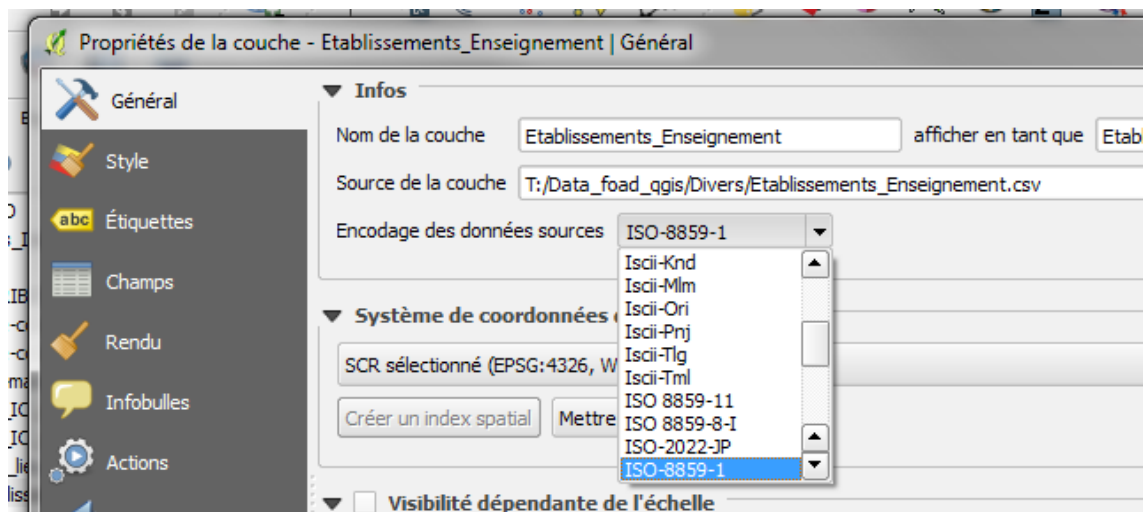 Propriétés de la couche - Etablissements_Enseignement | Général
Général
Style
abc Étiquettes
Champs
Rendu
Infobulles
Actions
Infos
Nom de la couche Etablissements_Enseignement afficher en tant que Etabl
Source de la couche T:/Data_foad_qgis/Divers/Etablissements_Enseignement.csv
Encodage des données sources ISO-8859-1
Iscii-Knd
Iscii-Mlm
Iscii-Ori
Iscii-Pnj
Iscii-Tlg
Iscii-Tml
ISO 8859-11
ISO 8859-8-I
ISO-2022-JP
ISO-8859-1
Système de coordonnées
SCR sélectionné (EPSG:4326, W
Créer un index spatial Mettre
Visibilité dépendante de l'échelle